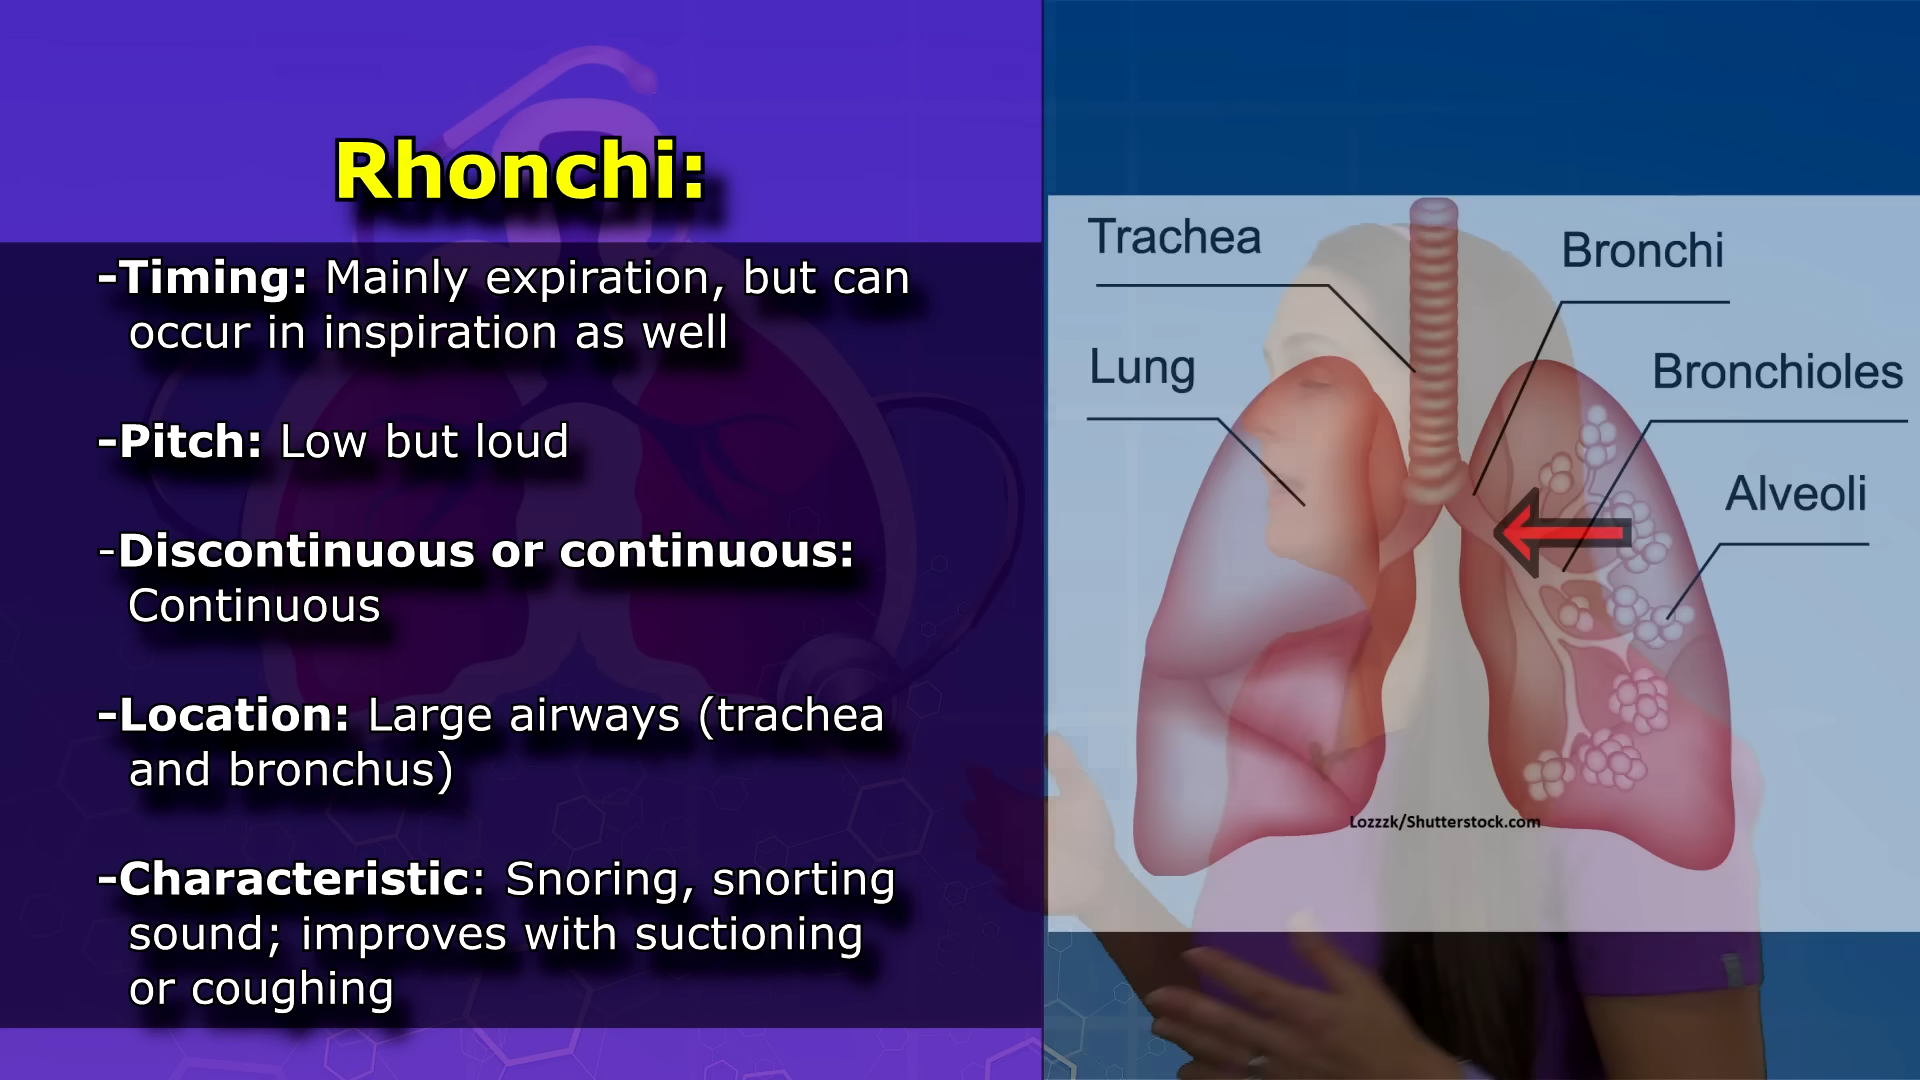 Rhonchi:
-Timing: Mainly expiration, but can
occur in inspiration as well
-Pitch: Low but loud
-Discontinuous or continuous:
Continuous
-Location: Large airways (trachea
and bronchus)
-Characteristic: Snoring, snorting
sound; improves with suctioning
or coughing
Trachea
Bronchi
Lung
Bronchioles
Alveoli
Lozzzk/Shutterstock.com